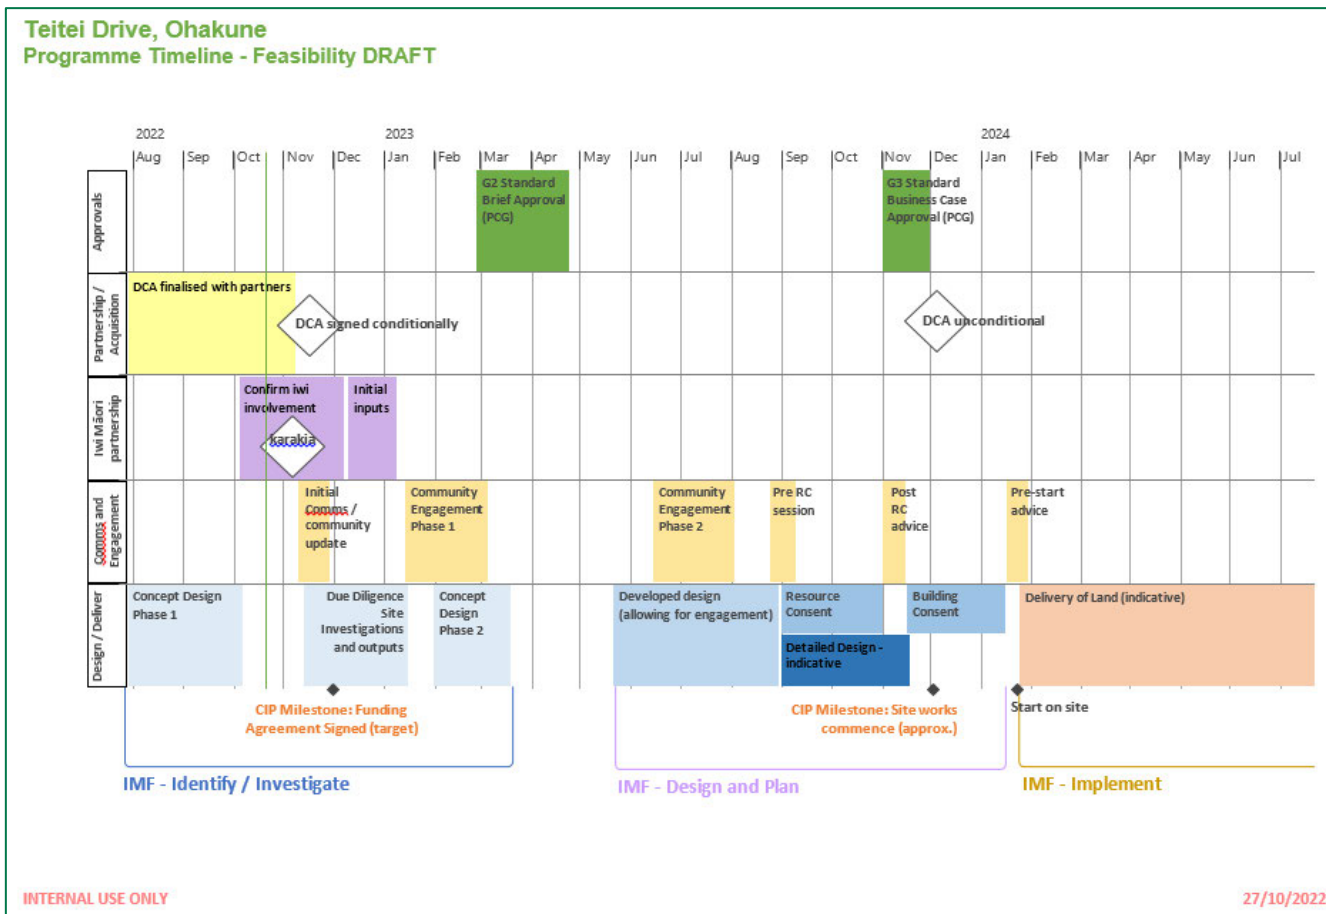 Teitei Drive, Ohakune
Programme Timeline - Feasibility DRAFT
2022
2023
2024
Aug
Sep
Oct
Nov
Dec
Jan
Feb
Mar
Apr
May
Jun
Jul
Aug
Sep
Oct
Nov
Dec
Jan
Feb
Mar
Apr
May
Jun
Jul
Approvals
G2 Standard
Brief Approval
(PCG)
G3 Standard
Business Case
Approval (PCG)
Partnership /
Acquisition
DCA finalised with partners
DCA signed conditionally
DCA unconditional
Iwi Māori
partnership
Confirm iwi
involvement
karakia
Initial
inputs
Comms and
Engagement
Initial
Comms /
community
update
Community
Engagement
Phase 1
Community
Engagement
Phase 2
Pre RC
session
Post
RC
advice
Pre-start
advice
Design / Deliver
Concept Design
Phase 1
Due Diligence
Site
Investigations
and outputs
Concept
Design
Phase 2
Developed design
(allowing for engagement)
Resource
Consent
Detailed Design -
indicative
Building
Consent
Delivery of Land (indicative)
CIP Milestone: Funding
Agreement Signed (target)
CIP Milestone: Site works
commence (approx.)
Start on site
IMF - Identify / Investigate
IMF - Design and Plan
IMF - Implement
INTERNAL USE ONLY
27/10/2022